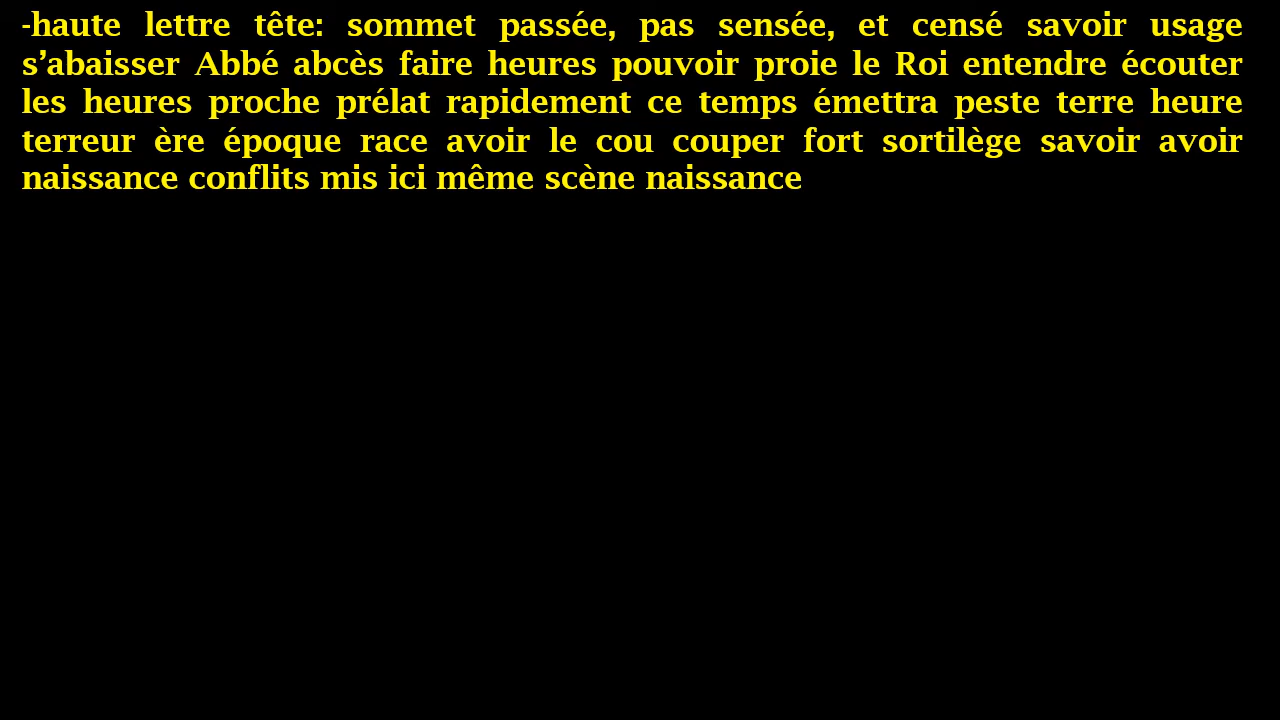 -haute lettre tête: sommet passée, pas sensée, et censé savoir usage
s’abaisser Abbé abcès faire heures pouvoir proie le Roi entendre écouter
les heures proche prélat rapidement ce temps émettra peste terre heure
terreur ère époque race avoir le cou couper fort sortilège savoir avoir
naissance conflits mis ici même scène naissance